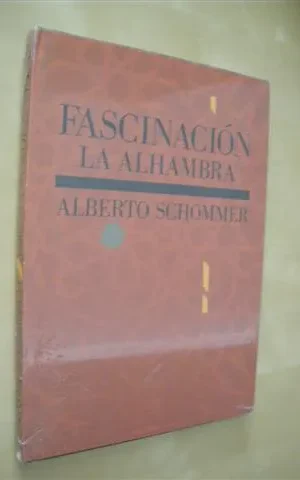 FASCINACIÓN
LA ALHAMBRA
ALBERTO SCHOMMER